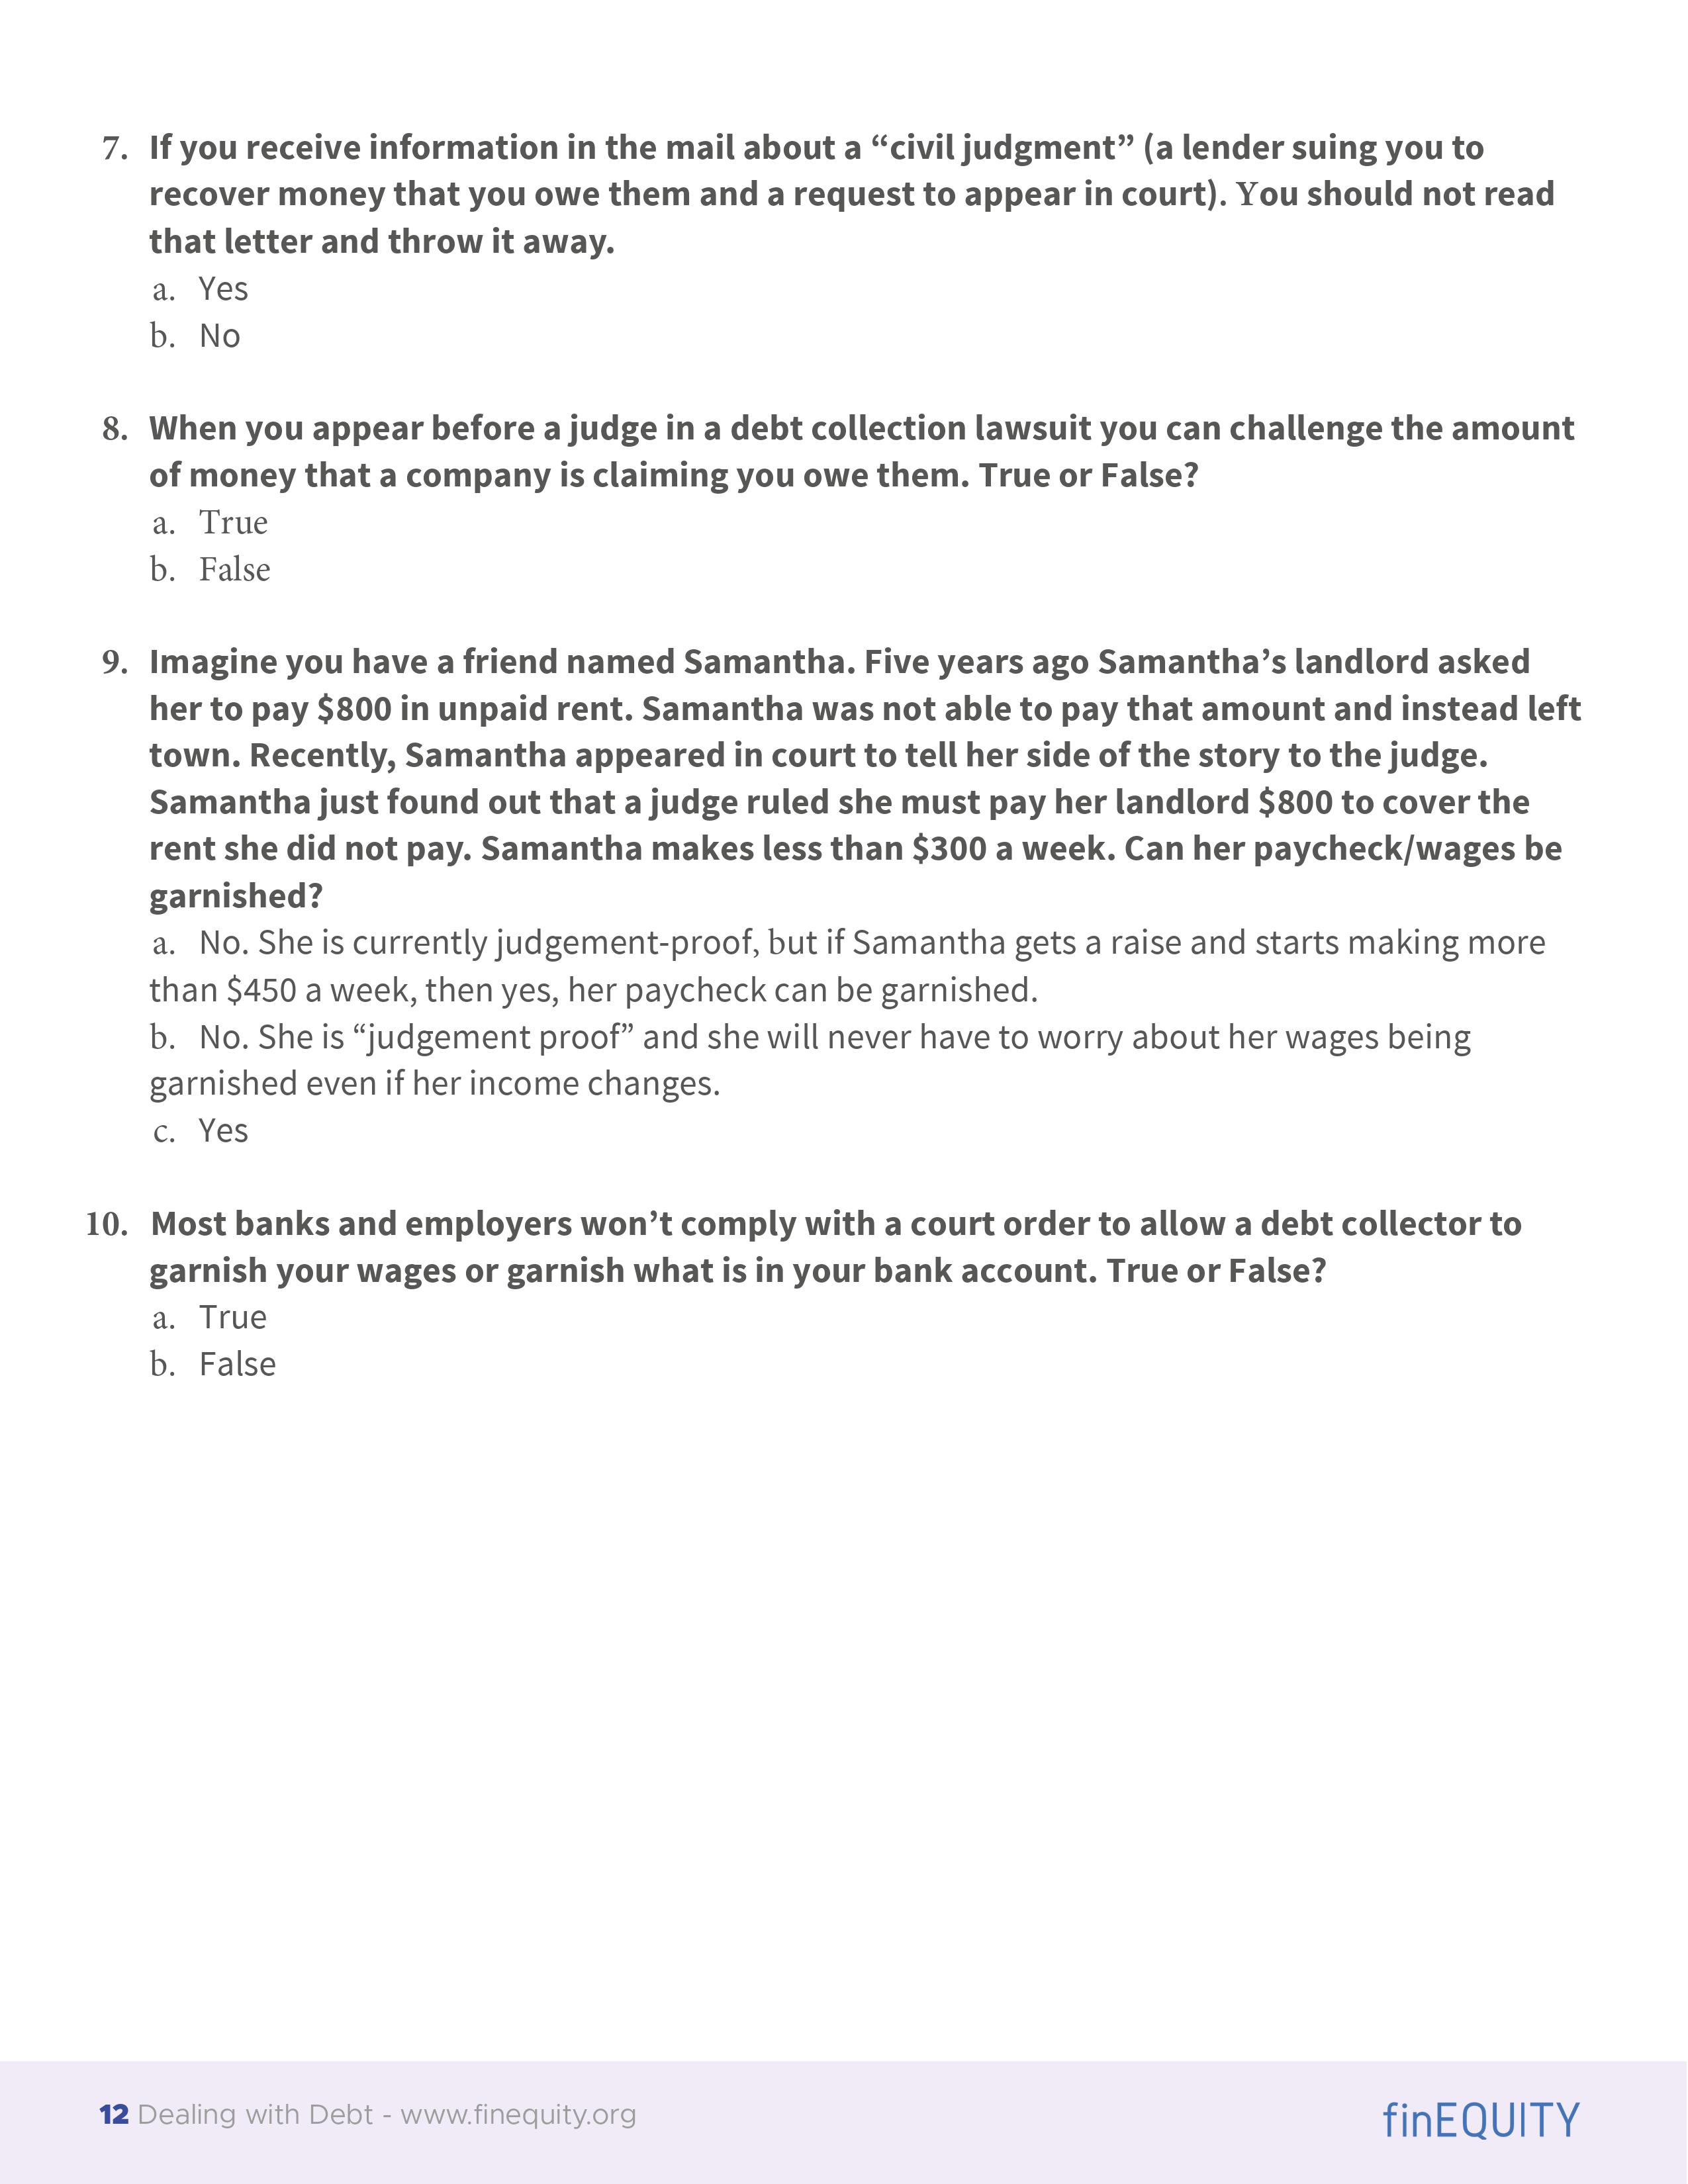 7. If you receive information in the mail about a “civil judgment” (a lender suing you to
recover money that you owe them and a request to appear in court). You should not read
that letter and throw it away.
a. Yes
b. No
8. When you appear before a judge in a debt collection lawsuit you can challenge the amount
of money that a company is claiming you owe them. True or False?
a. True
b. False
9. Imagine you have a friend named Samantha. Five years ago Samantha’s landlord asked
her to pay $800 in unpaid rent. Samantha was not able to pay that amount and instead left
town. Recently, Samantha appeared in court to tell her side of the story to the judge.
Samantha just found out that a judge ruled she must pay her landlord $800 to cover the
rent she did not pay. Samantha makes less than $300 a week. Can her paycheck/wages be
garnished?
a. No. She is currently judgement-proof, but if Samantha gets a raise and starts making more
than $450 a week, then yes, her paycheck can be garnished.
b. No. She is “judgement proof” and she will never have to worry about her wages being
garnished even if her income changes.
c. Yes
10. Most banks and employers won’t comply with a court order to allow a debt collector to
garnish your wages or garnish what is in your bank account. True or False?
a. True
b. False
12 Dealing with Debt - www.finequity.org
finEQUITY